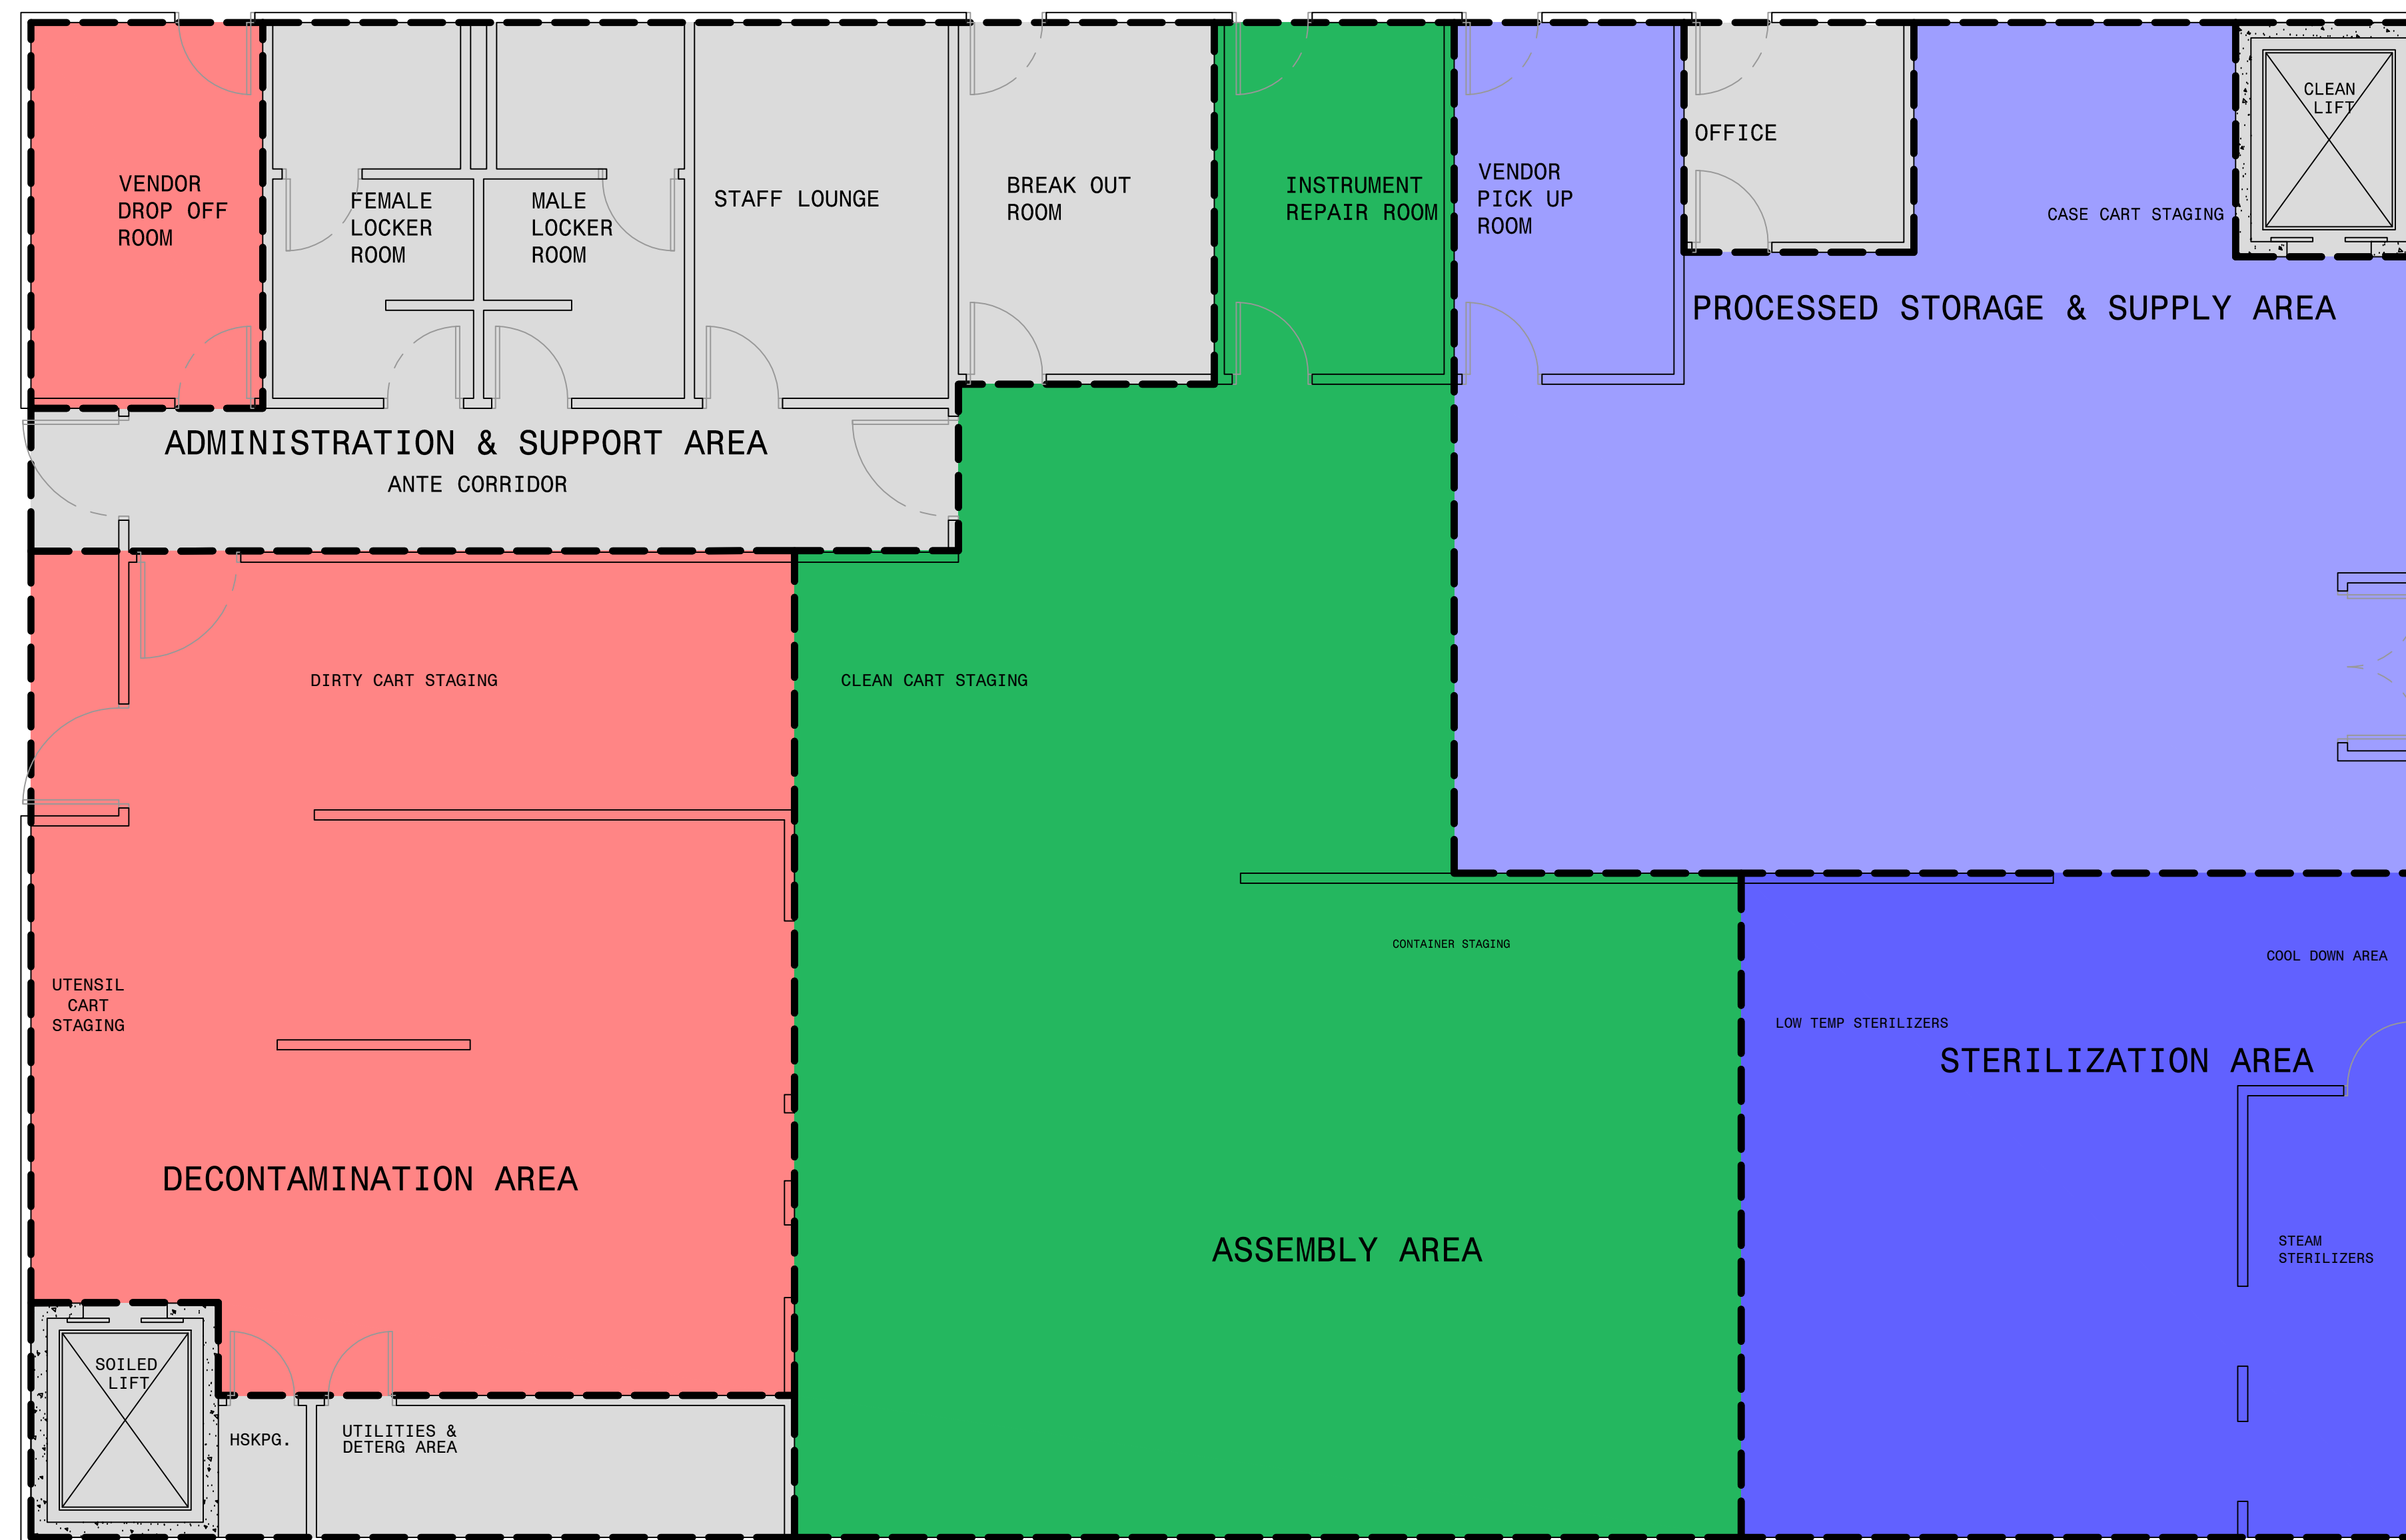 VENDOR
DROP OFF
ROOM
FEMALE
LOCKER
ROOM
MALE
LOCKER
ROOM
STAFF LOUNGE
BREAK OUT
ROOM
INSTRUMENT
REPAIR ROOM
VENDOR
PICK UP
ROOM
OFFICE
CASE CART STAGING
CLEAN
LIFT
PROCESSED STORAGE & SUPPLY AREA
ADMINISTRATION & SUPPORT AREA
ANTE CORRIDOR
DIRTY CART STAGING
CLEAN CART STAGING
CONTAINER STAGING
COOL DOWN AREA
UTENSIL
CART
STAGING
LOW TEMP STERILIZERS
STERILIZATION AREA
DECONTAMINATION AREA
ASSEMBLY AREA
STEAM
STERILIZERS
SOILED
LIFT
HSKPG.
UTILITIES &
DETERG AREA